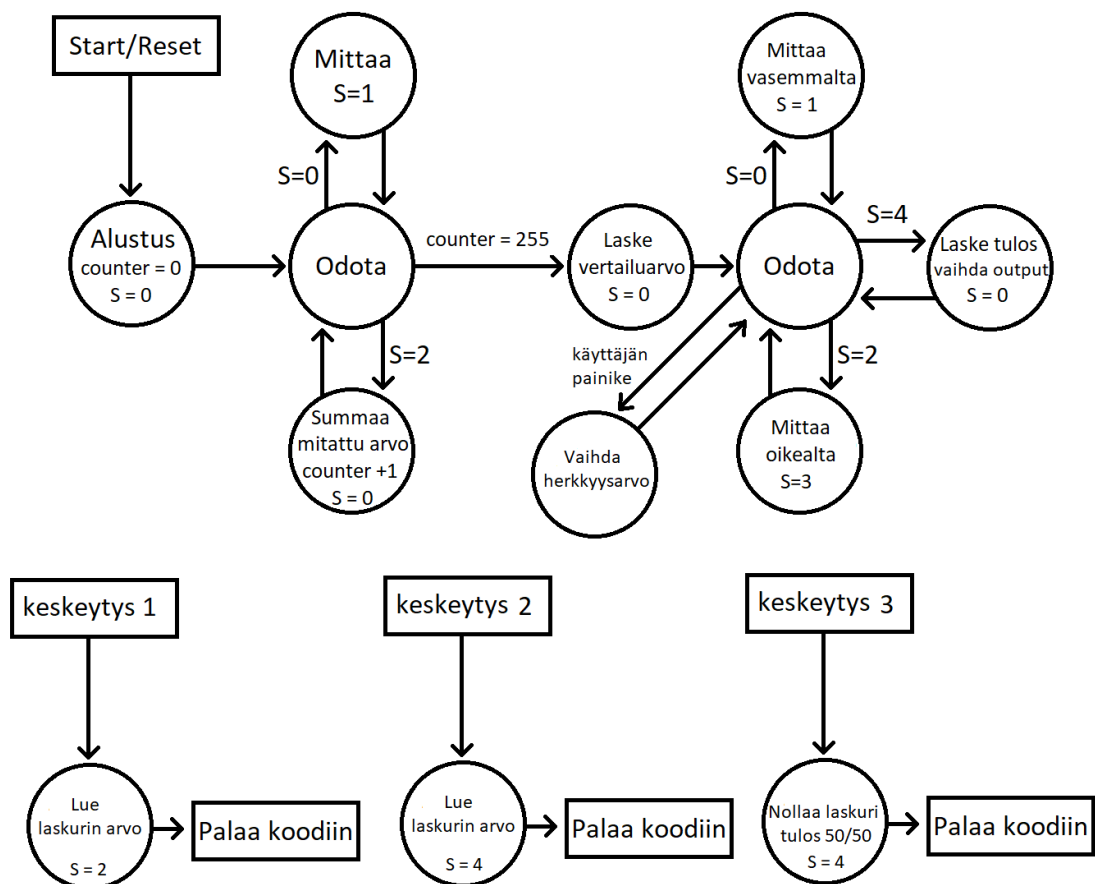 Start/Reset
Alustus
counter = 0
S = 0
Mittaa
S=1
S=0
Odota
S=2
Summaa
mitattu arvo
counter +1
S = 0
counter = 255
Laske
vertailuarvo
S = 0
Mittaa
vasemmalta
S = 1
S=0
Odota
S=4
Laske tulos
vaihda output
S = 0
S=2
Mittaa
oikealta
S=3
käyttäjän
painike
Vaihda
herkkyysarvo
keskeytys 1
Lue
laskurin arvo
S = 2
Palaa koodiin
keskeytys 2
Lue
laskurin arvo
S = 4
Palaa koodiin
keskeytys 3
Nollaa laskuri
tulos 50/50
S = 4
Palaa koodiin